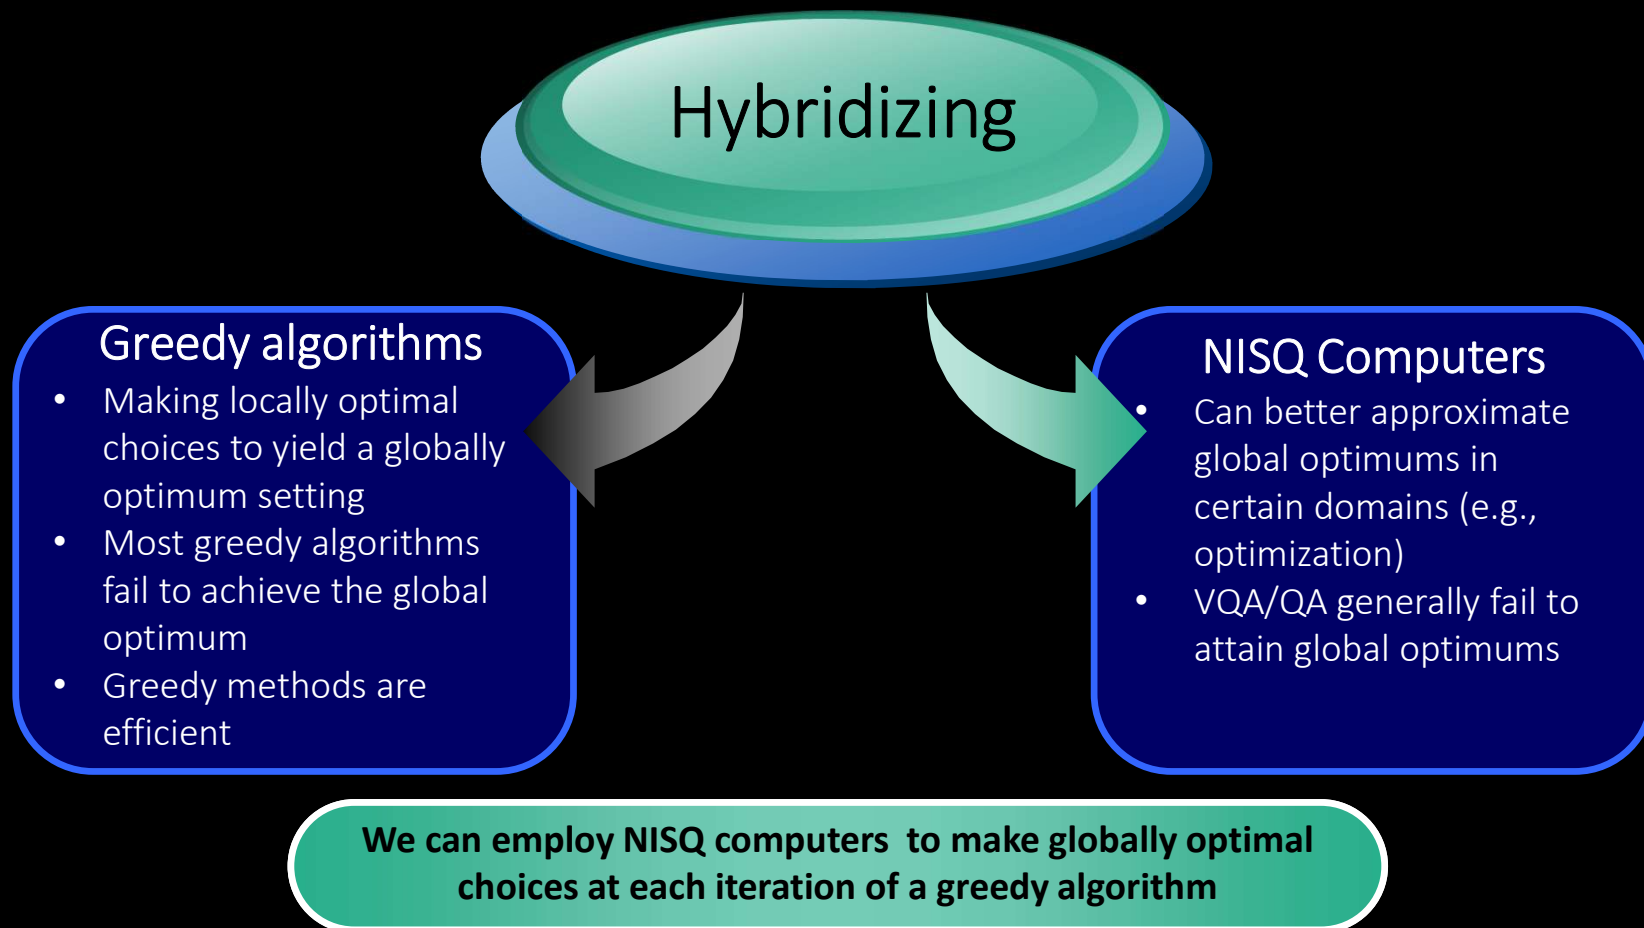 Hybridizing
Greedy algorithms
• Making locally optimal
choices to yield a globally
optimum setting
• Most greedy algorithms
fail to achieve the global
optimum
• Greedy methods are
efficient
NISQ Computers
• Can better approximate
global optimums in
certain domains (e.g.,
optimization)
• VQA/QA generally fail to
attain global optimums
We can employ NISQ computers  to make globally optimal
choices at each iteration of a greedy algorithm